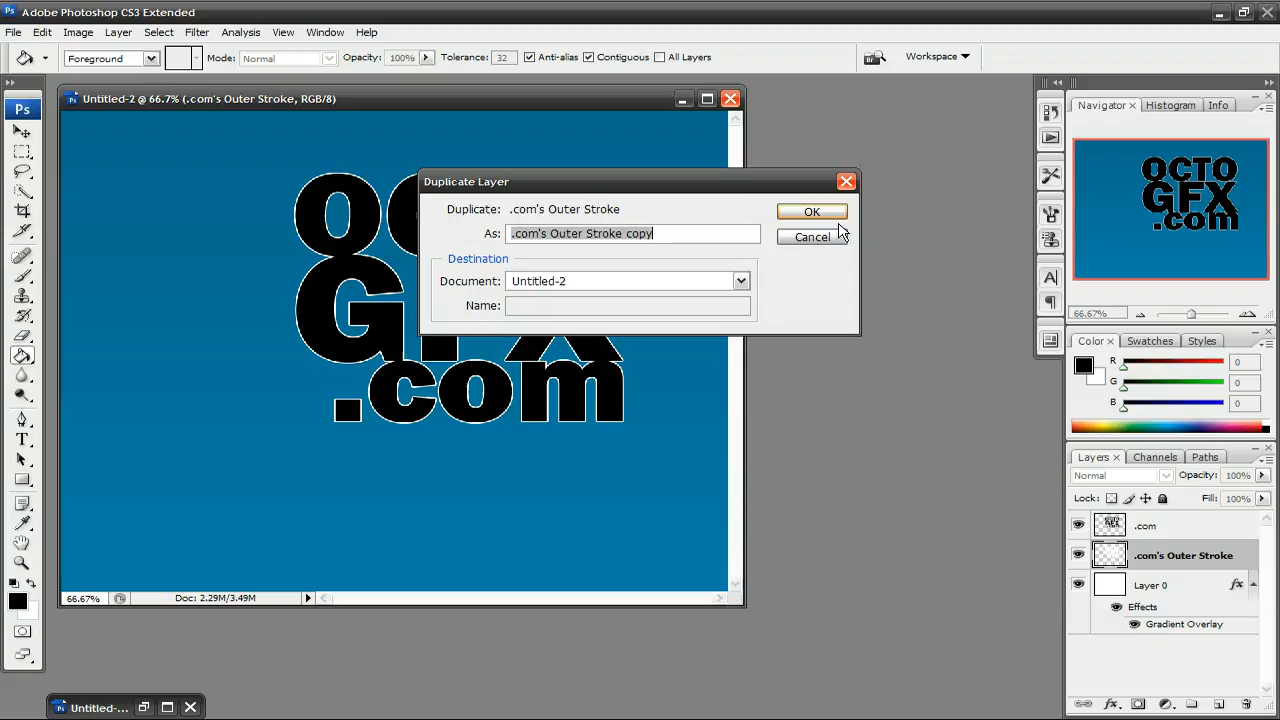 Adobe Photoshop CS3 Extended
File Edit Image Layer Select Filter Analysis View Window Help
Foreground Mode: Normal Opacity: 100% Tolerance: 32 Anti-alias Contiguous All Layers Workspace
Ps
Untitled-2 @ 66.7% (.com's Outer Stroke, RGB/8)
Duplicate Layer
Duplicate: .com's Outer Stroke
As: .com's Outer Stroke copy
OK
Cancel
Destination
Document: Untitled-2
Name:
.com
66.67% Doc: 2.29M/3.49M
Untitled-...
Navigator Histogram Info
OCTO
GFX
.com
66.67%
Color Swatches Styles
R 0
G 0
B 0
Layers Channels Paths
Normal Opacity: 100%
Lock: Fill: 100%
.com
.com's Outer Stroke
Layer 0 fx
Effects
Gradient Overlay